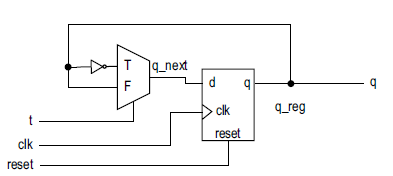 T
q_next
F
d
q
q
clk
q_reg
t
reset
clk
reset